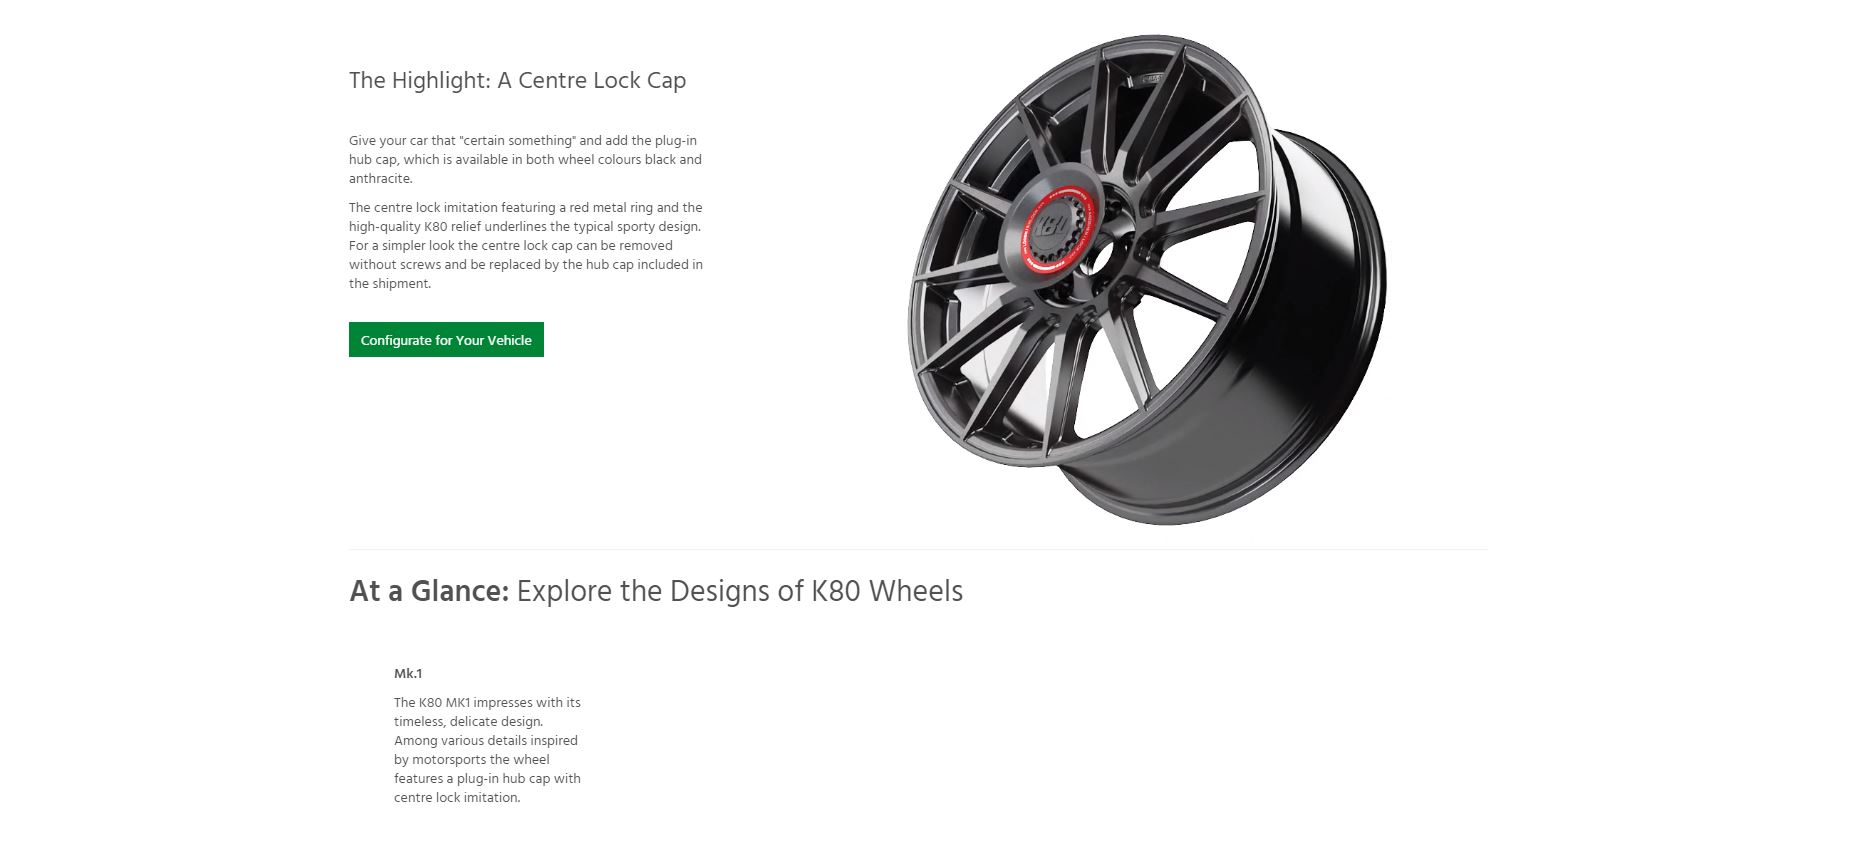 The Highlight: A Centre Lock Cap
Give your car that "certain something" and add the plug-in
hub cap, which is available in both wheel colours black and
anthracite.
The centre lock imitation featuring a red metal ring and the
high-quality K80 relief underlines the typical sporty design.
For a simpler look the centre lock cap can be removed
without screws and be replaced by the hub cap included in
the shipment.
Configurate for Your Vehicle
K80
At a Glance: Explore the Designs of K80 Wheels
Mk.1
The K80 MK1 impresses with its
timeless, delicate design.
Among various details inspired
by motorsports the wheel
features a plug-in hub cap with
centre lock imitation.